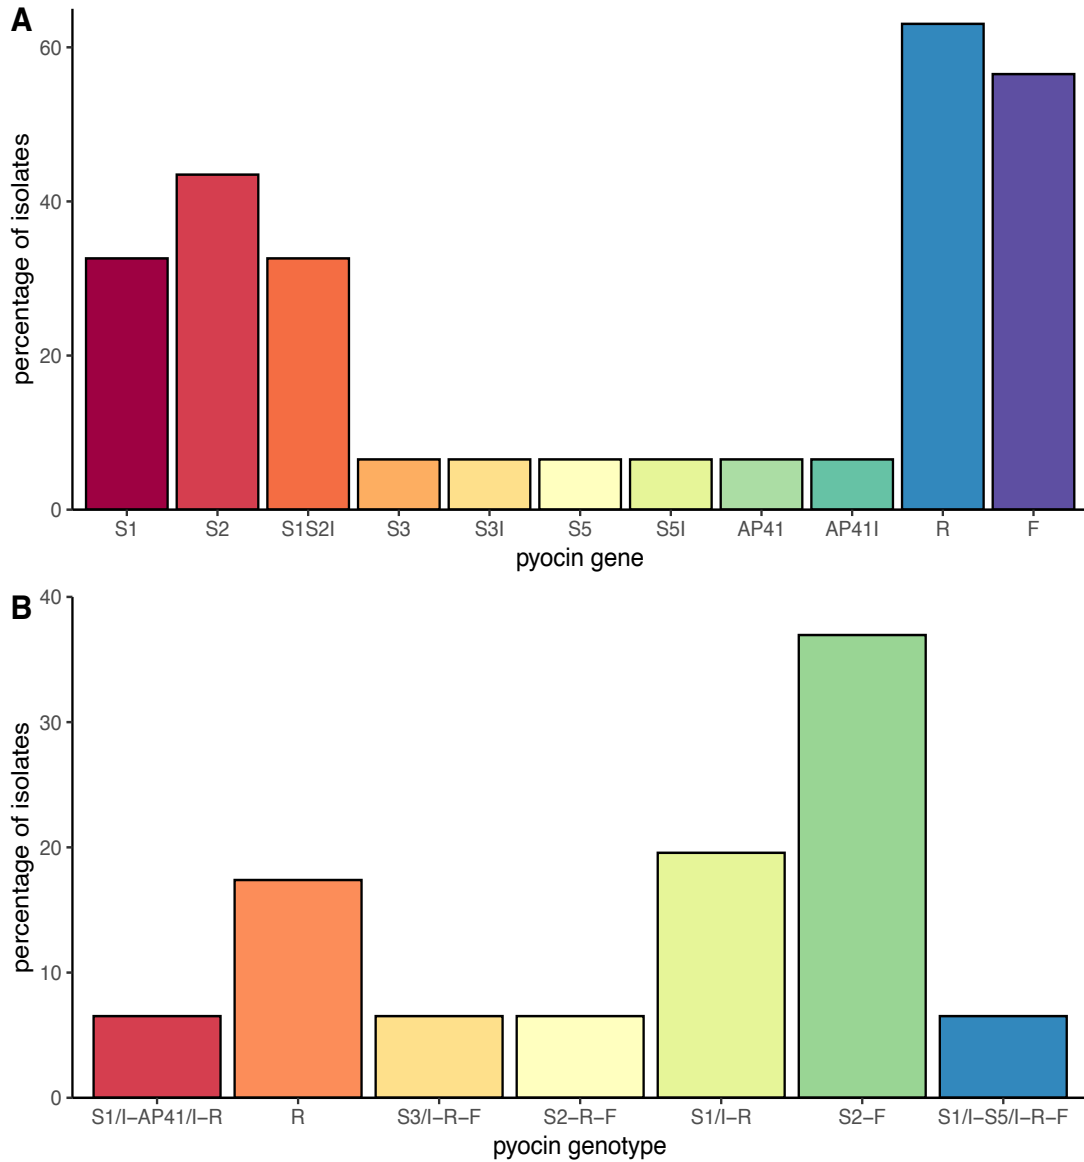 A
percentage of isolates
60
40
20
0
S1 S2 S1S2I S3 S3I S5 S5I AP41 AP41I R F
pyocin gene
B
percentage of isolates
40
30
20
10
0
S1/I−AP41/I−R R S3/I−R−F S2−R−F S1/I−R S2−F S1/I−S5/I−R−F
pyocin genotype